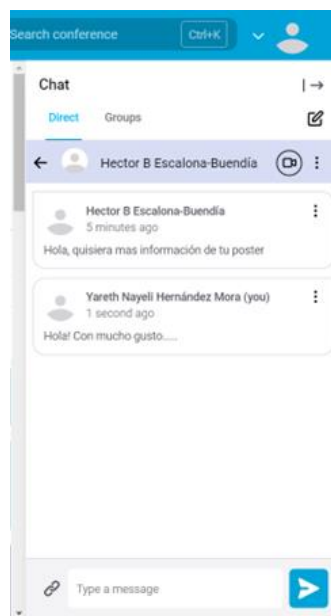 Search conference Ctrl+K
Chat
Direct Groups
Hector B Escalona-Buendía
Hector B Escalona-Buendía
5 minutes ago
Hola, quisiera mas información de tu poster
Yareth Nayeli Hernández Mora (you)
1 second ago
Hola! Con mucho gusto.....
Type a message